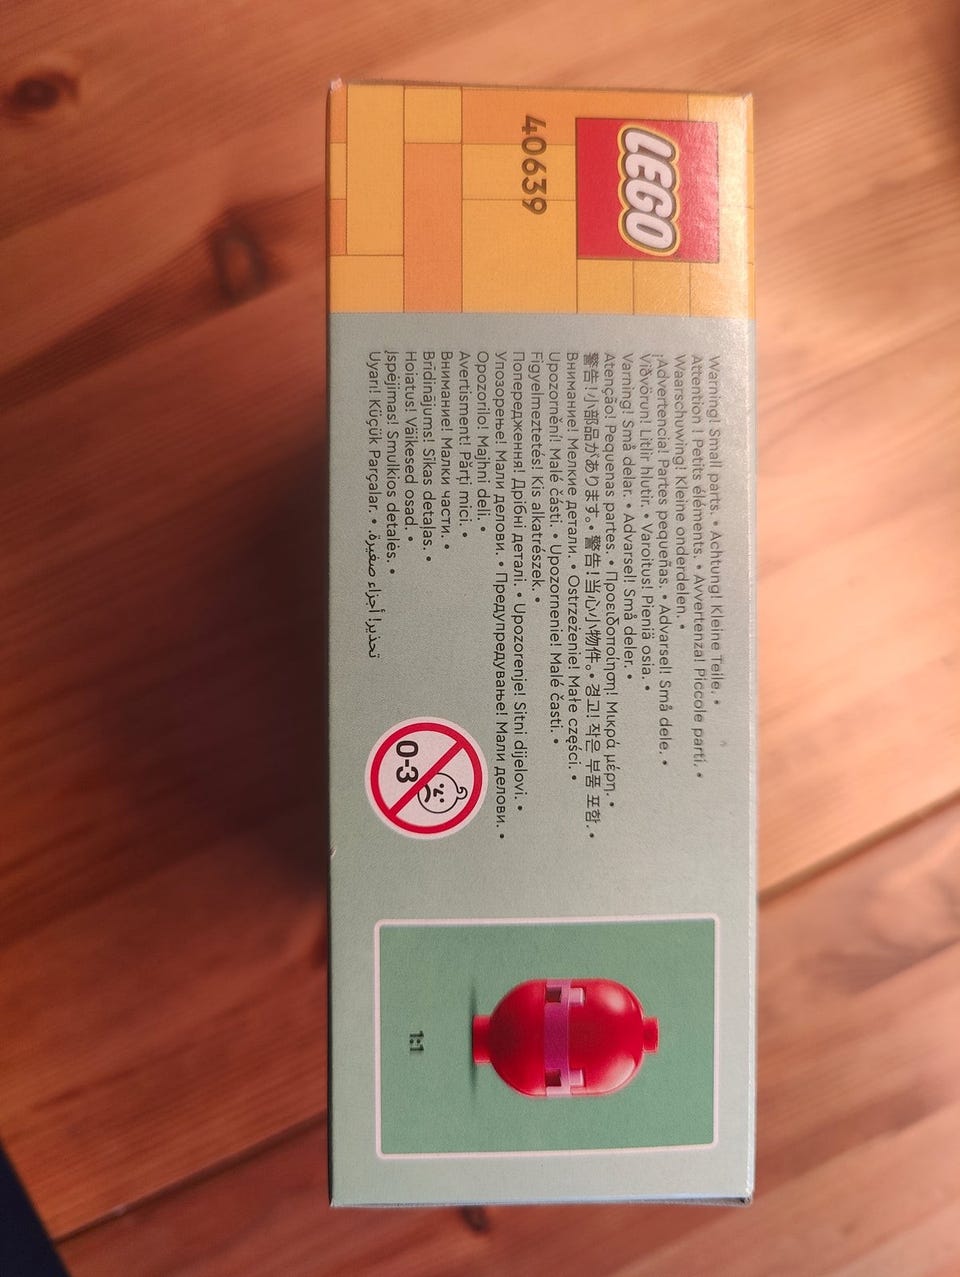 LEGO
40639
Warning! Small parts. • Achtung! Kleine Teile. •
Attention ! Petits éléments. • Avvertenza! Piccole parti. •
Waarschuwing! Kleine onderdelen. •
¡Advertencia! Partes pequeñas. • Advarsel! Små dele. •
Viðvörun! Litlir hlutir. • Varoitus! Pieniä osia. •
Varning! Små delar. • Advarsel! Små deler. •
Atenção! Pequenas partes. • Προειδοποίηση! Μικρά μέρη. •
警告!小部品があります。• 警告!当心小物件。• 경고! 작은 부품 포함. •
Внимание! Мелкие детали. • Ostrzeżenie! Małe części. •
Upozornění! Malé části. • Upozornenie! Malé časti. •
Figyelmeztetés! Kis alkatrészek. •
Попередження! Дрібні деталі. • Upozorenje! Sitni dijelovi. •
Упозорење! Мали делови. • Предупредување! Мали делови. •
Opozorilo! Majhni deli. •
Avertisment! Părți mici. •
Внимание! Малки части. •
Brīdinājums! Sīkas detaļas. •
Hoiatus! Väikesed osad. •
Įspėjimas! Smulkios detalės. •
Uyarı! Küçük Parçalar. • تحذير! أجزاء صغيرة.
0-3
1:1